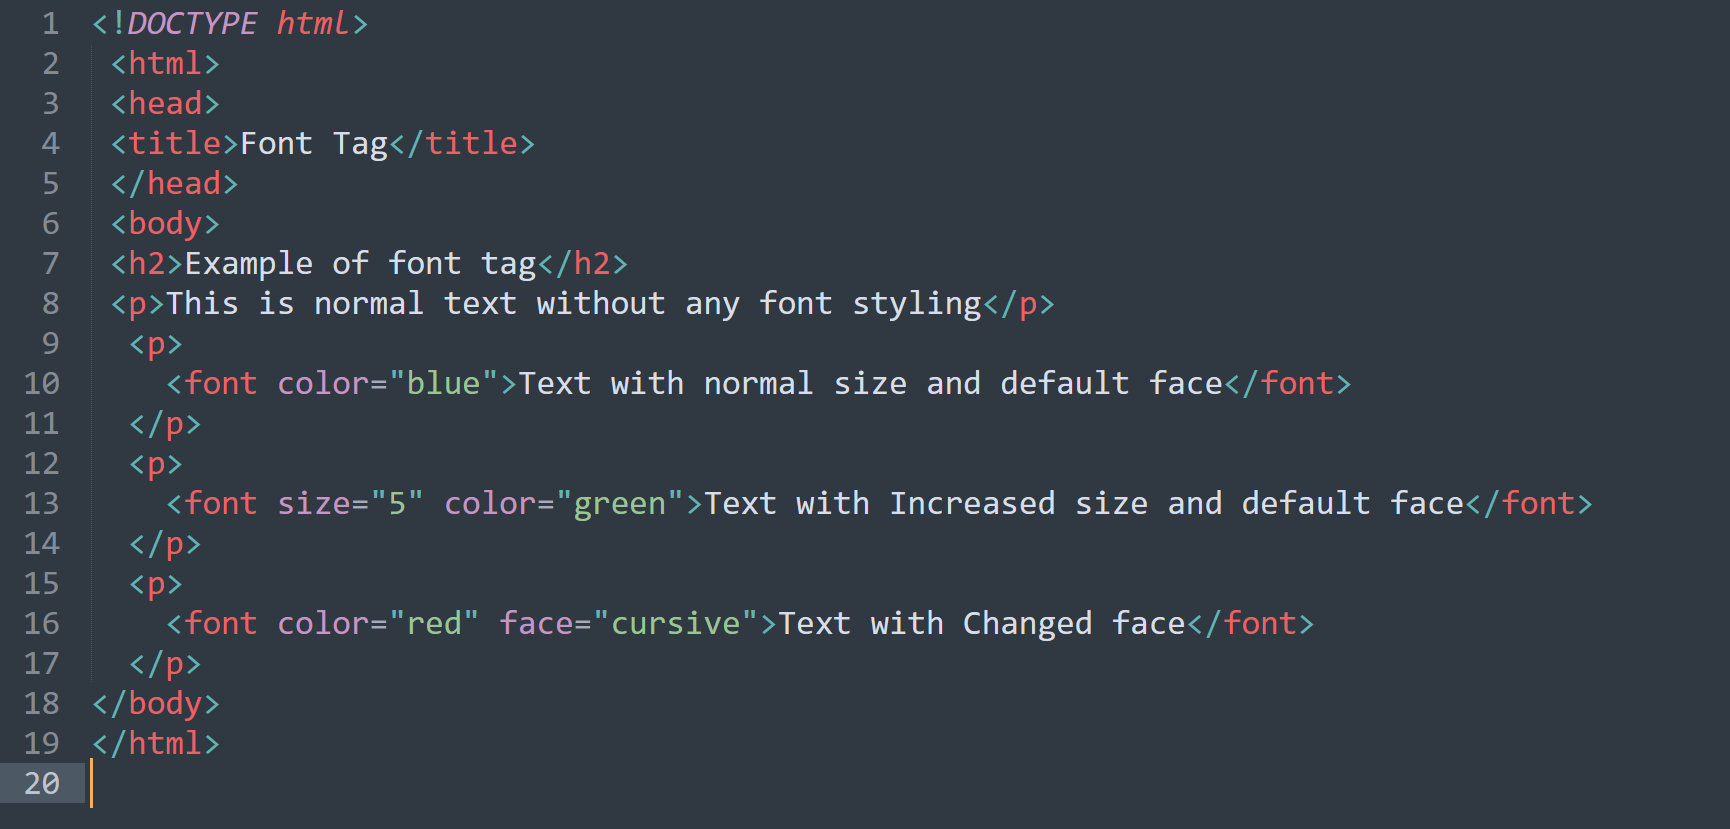 1 <!DOCTYPE html>
2 <html>
3 <head>
4 <title>Font Tag</title>
5 </head>
6 <body>
7 <h2>Example of font tag</h2>
8 <p>This is normal text without any font styling</p>
9 <p>
10 <font color="blue">Text with normal size and default face</font>
11 </p>
12 <p>
13 <font size="5" color="green">Text with Increased size and default face</font>
14 </p>
15 <p>
16 <font color="red" face="cursive">Text with Changed face</font>
17 </p>
18 </body>
19 </html>
20